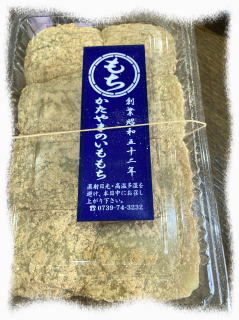 もち
創業昭和五十二年
かたやまのいももち
直射日光・高温多湿を
避け、本日中にお召し
上がり下さい。
☎0739-74-3232